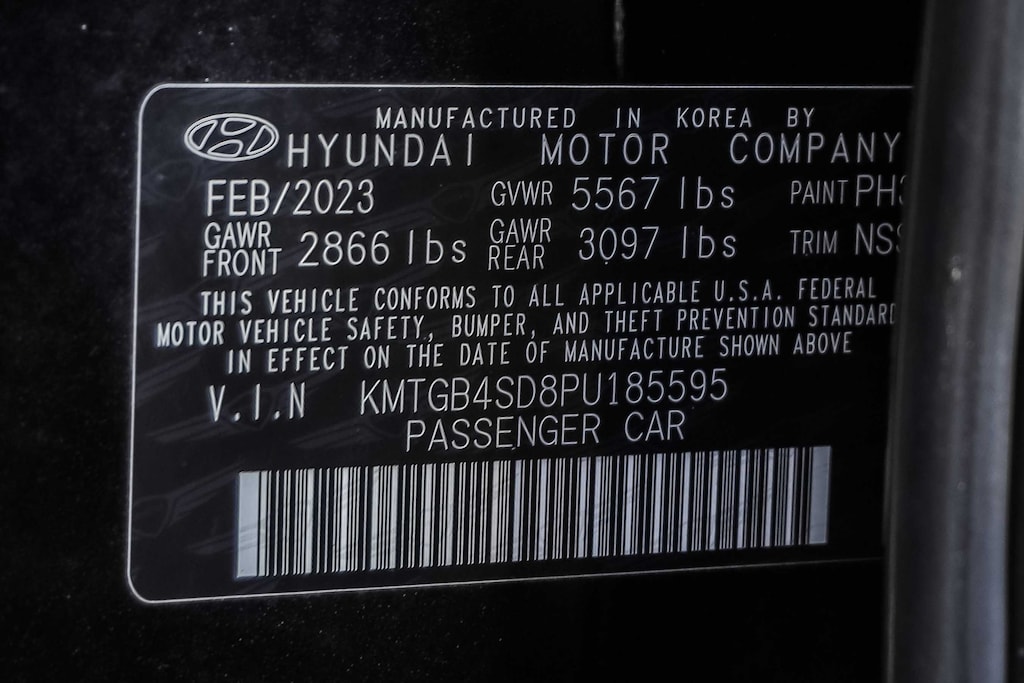 MANUFACTURED IN KOREA BY
HYUNDAI MOTOR COMPANY
FEB/2023 GVWR 5567 lbs PAINT
GAWR FRONT 2866 lbs GAWR REAR 3097 lbs TRIM
THIS VEHICLE CONFORMS TO ALL APPLICABLE U.S.A. FEDERAL
MOTOR VEHICLE SAFETY, BUMPER, AND THEFT PREVENTION
IN EFFECT ON THE DATE OF MANUFACTURE SHOWN ABOVE
V.I.N KMTGB4SD8PU185595
PASSENGER CAR